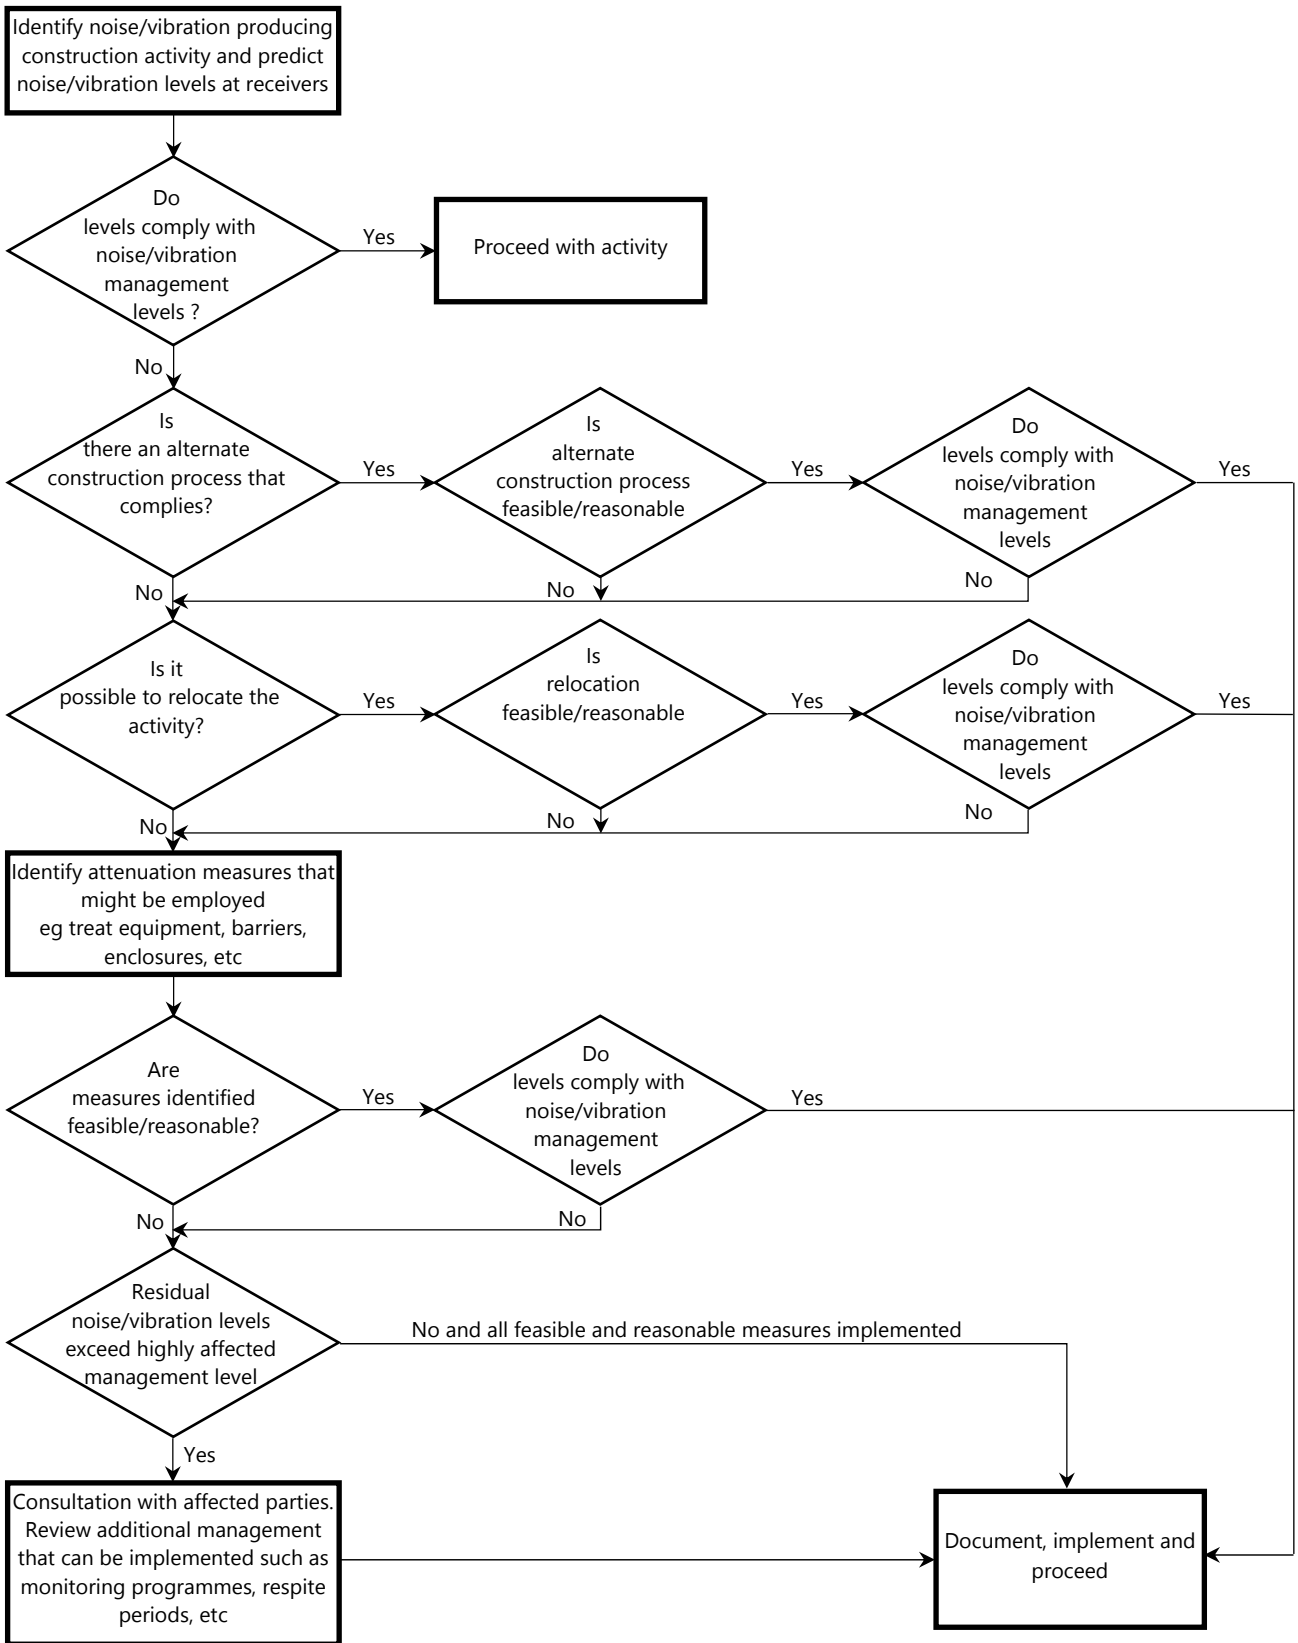 Identify noise/vibration producing
construction activity and predict
noise/vibration levels at receivers
Do
levels comply with
noise/vibration
management
levels ?
Yes
Proceed with activity
No
Is
there an alternate
construction process that
complies?
Yes
Is
alternate
construction process
feasible/reasonable
Yes
Do
levels comply with
noise/vibration
management
levels
Yes
No
No
No
Is it
possible to relocate the
activity?
Yes
Is
relocation
feasible/reasonable
Yes
Do
levels comply with
noise/vibration
management
levels
Yes
No
No
No
Identify attenuation measures that
might be employed
eg treat equipment, barriers,
enclosures, etc
Are
measures identified
feasible/reasonable?
Yes
Do
levels comply with
noise/vibration
management
levels
Yes
No
No
Residual
noise/vibration levels
exceed highly affected
management level
No and all feasible and reasonable measures implemented
Yes
Consultation with affected parties.
Review additional management
that can be implemented such as
monitoring programmes, respite
periods, etc
Document, implement and
proceed